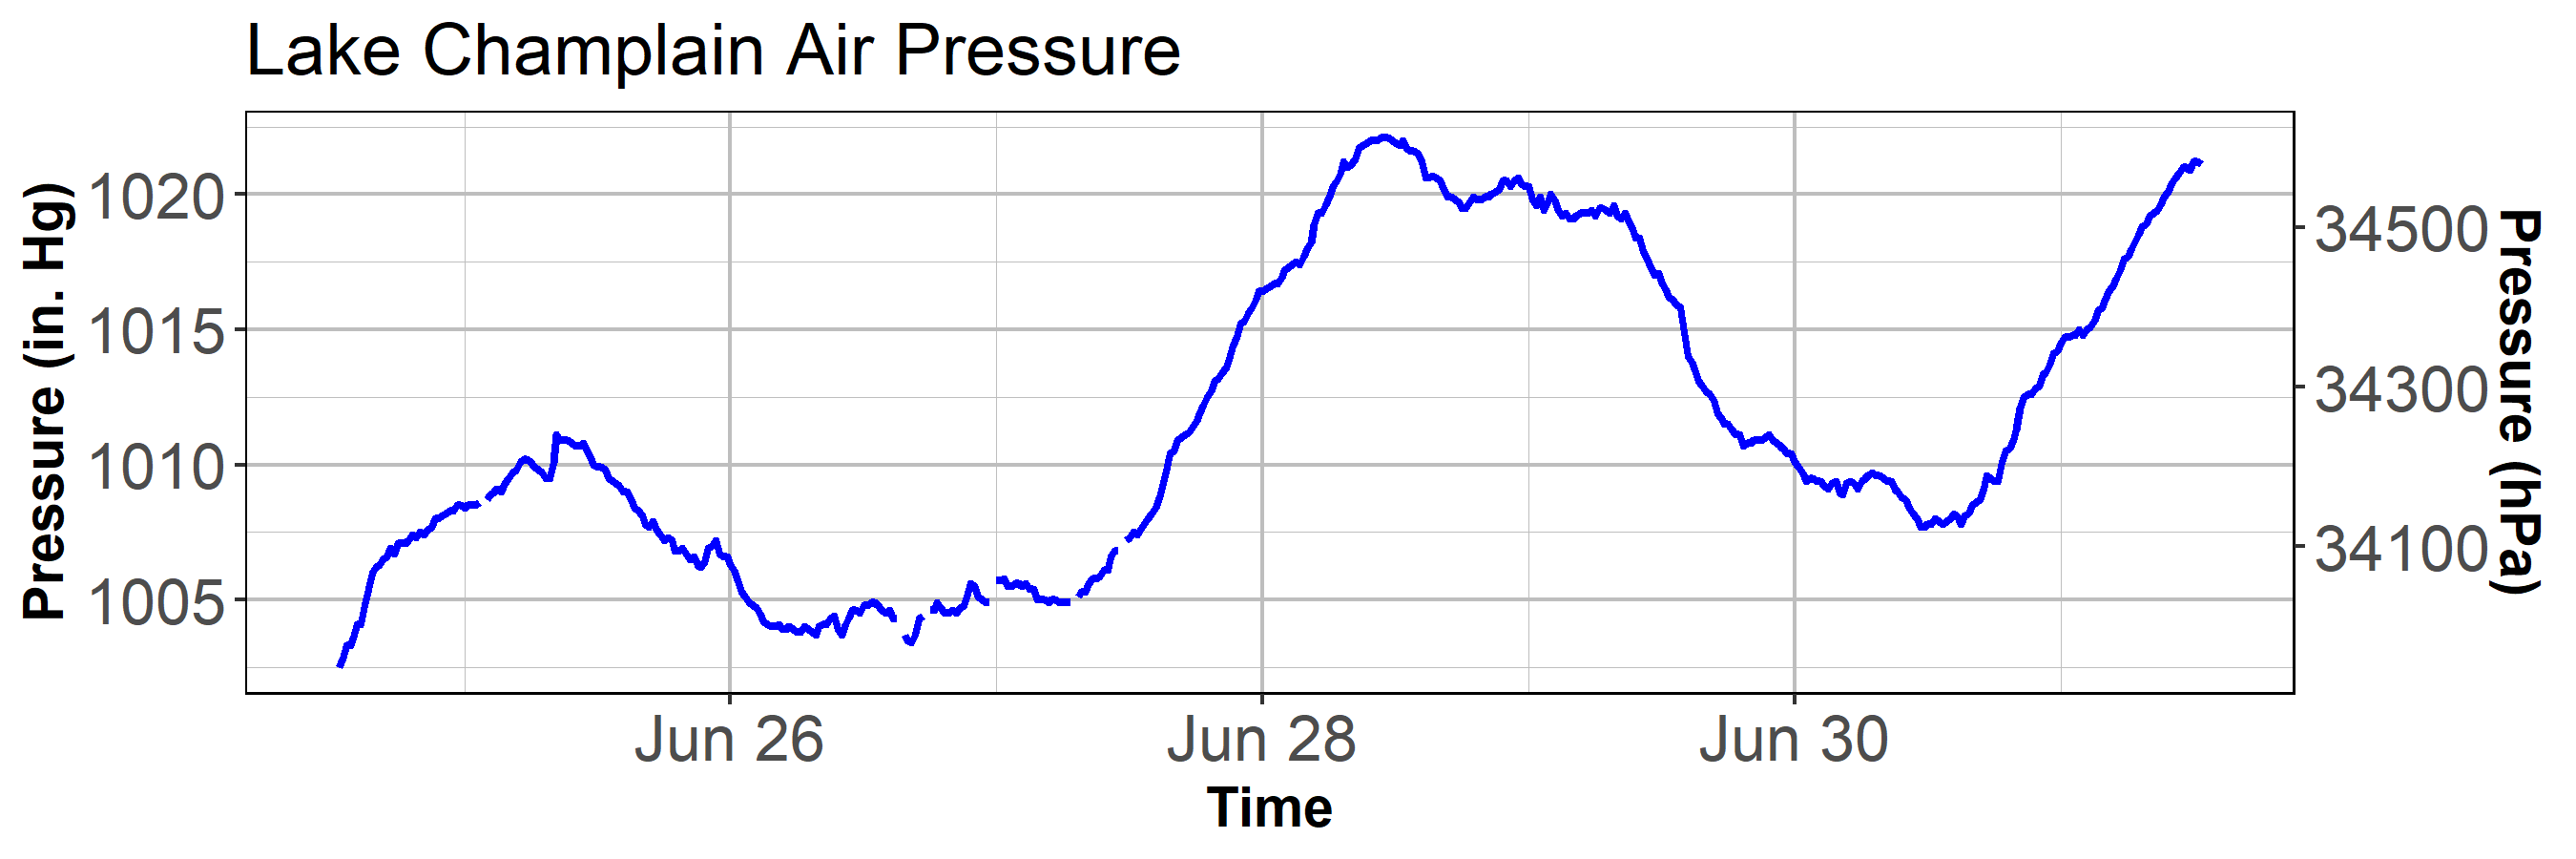 Lake Champlain Air Pressure
Pressure (in. Hg)
1020
1015
1010
1005
34500
34300
34100
Pressure (hPa)
Jun 26
Jun 28
Jun 30
Time